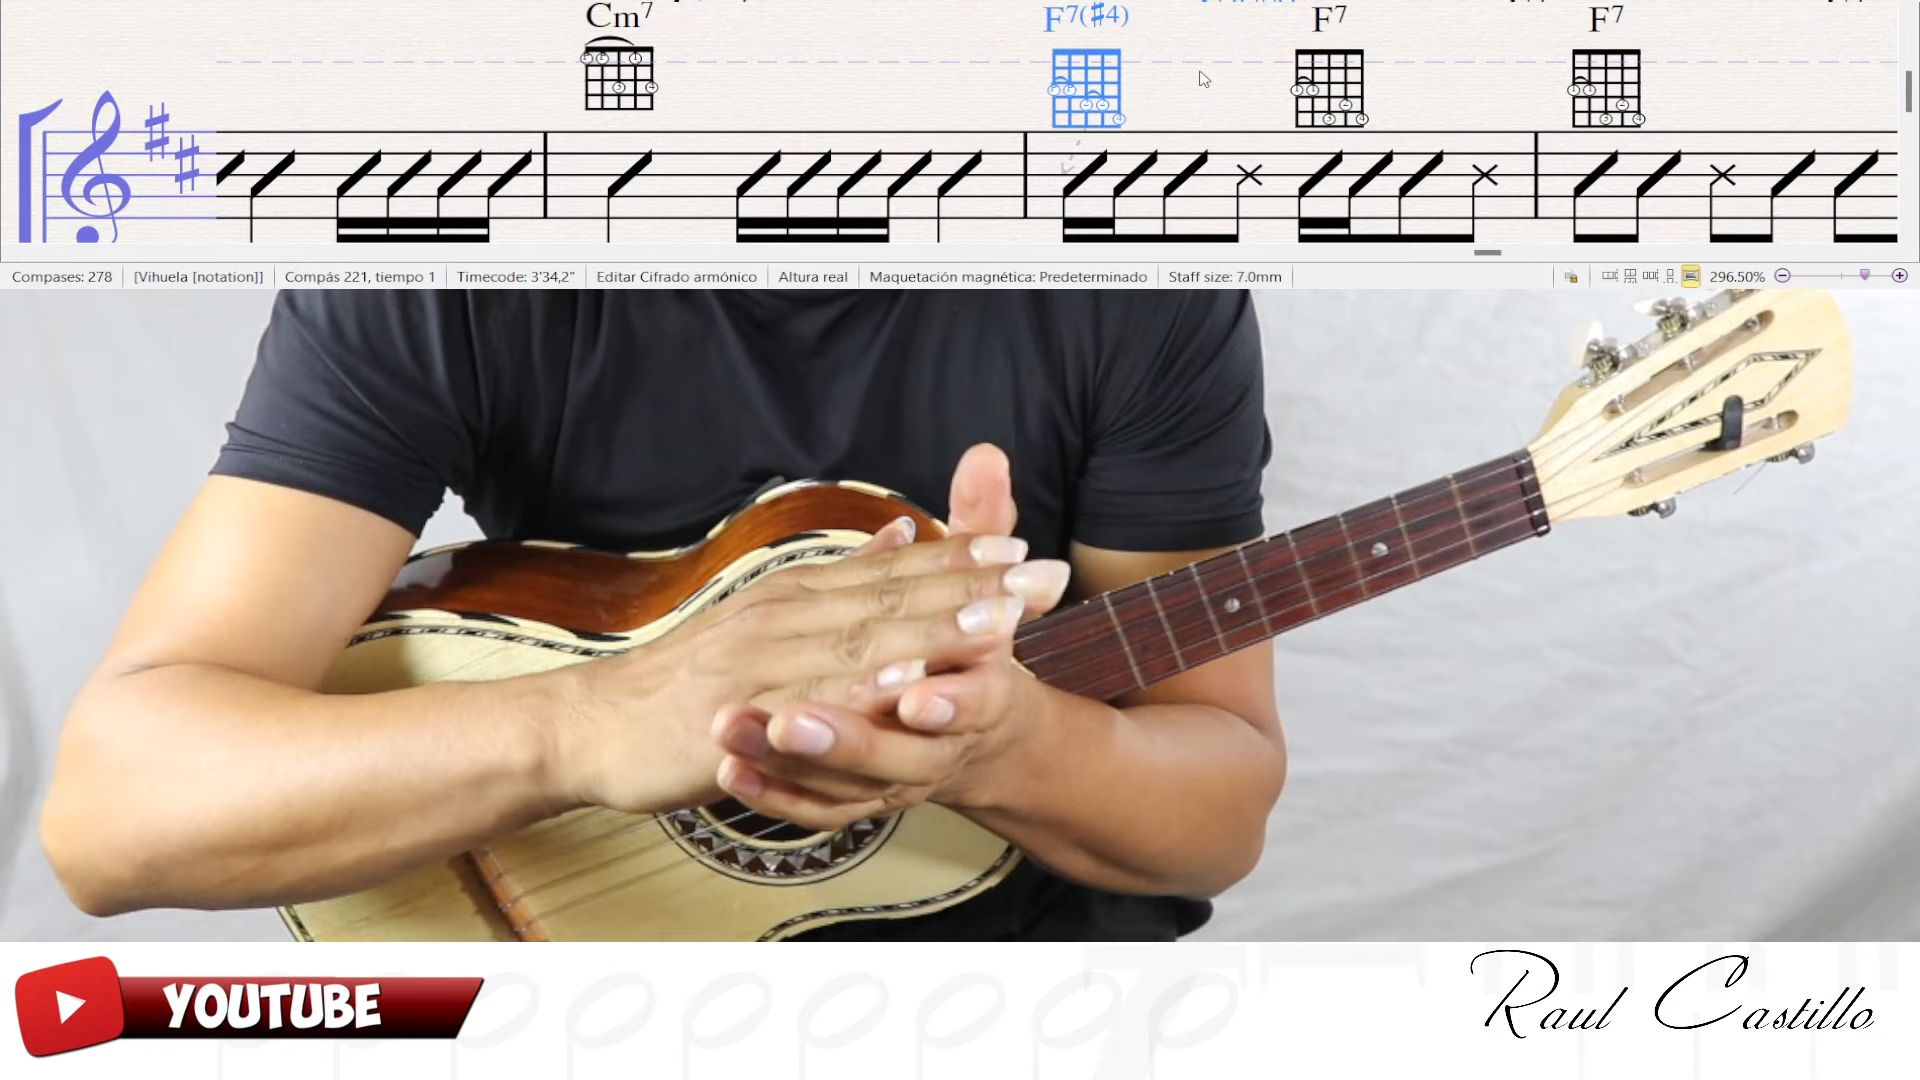 Cm7
F7(♯4)
F7
F7
Compases: 278
[Vihuela [notation]]
Compás 221, tiempo 1
Timecode: 3'34,2"
Editar Cifrado armónico
Altura real
Maquetación magnética: Predeterminado
Staff size: 7.0mm
296.50%
YOUTUBE
Raul Castillo